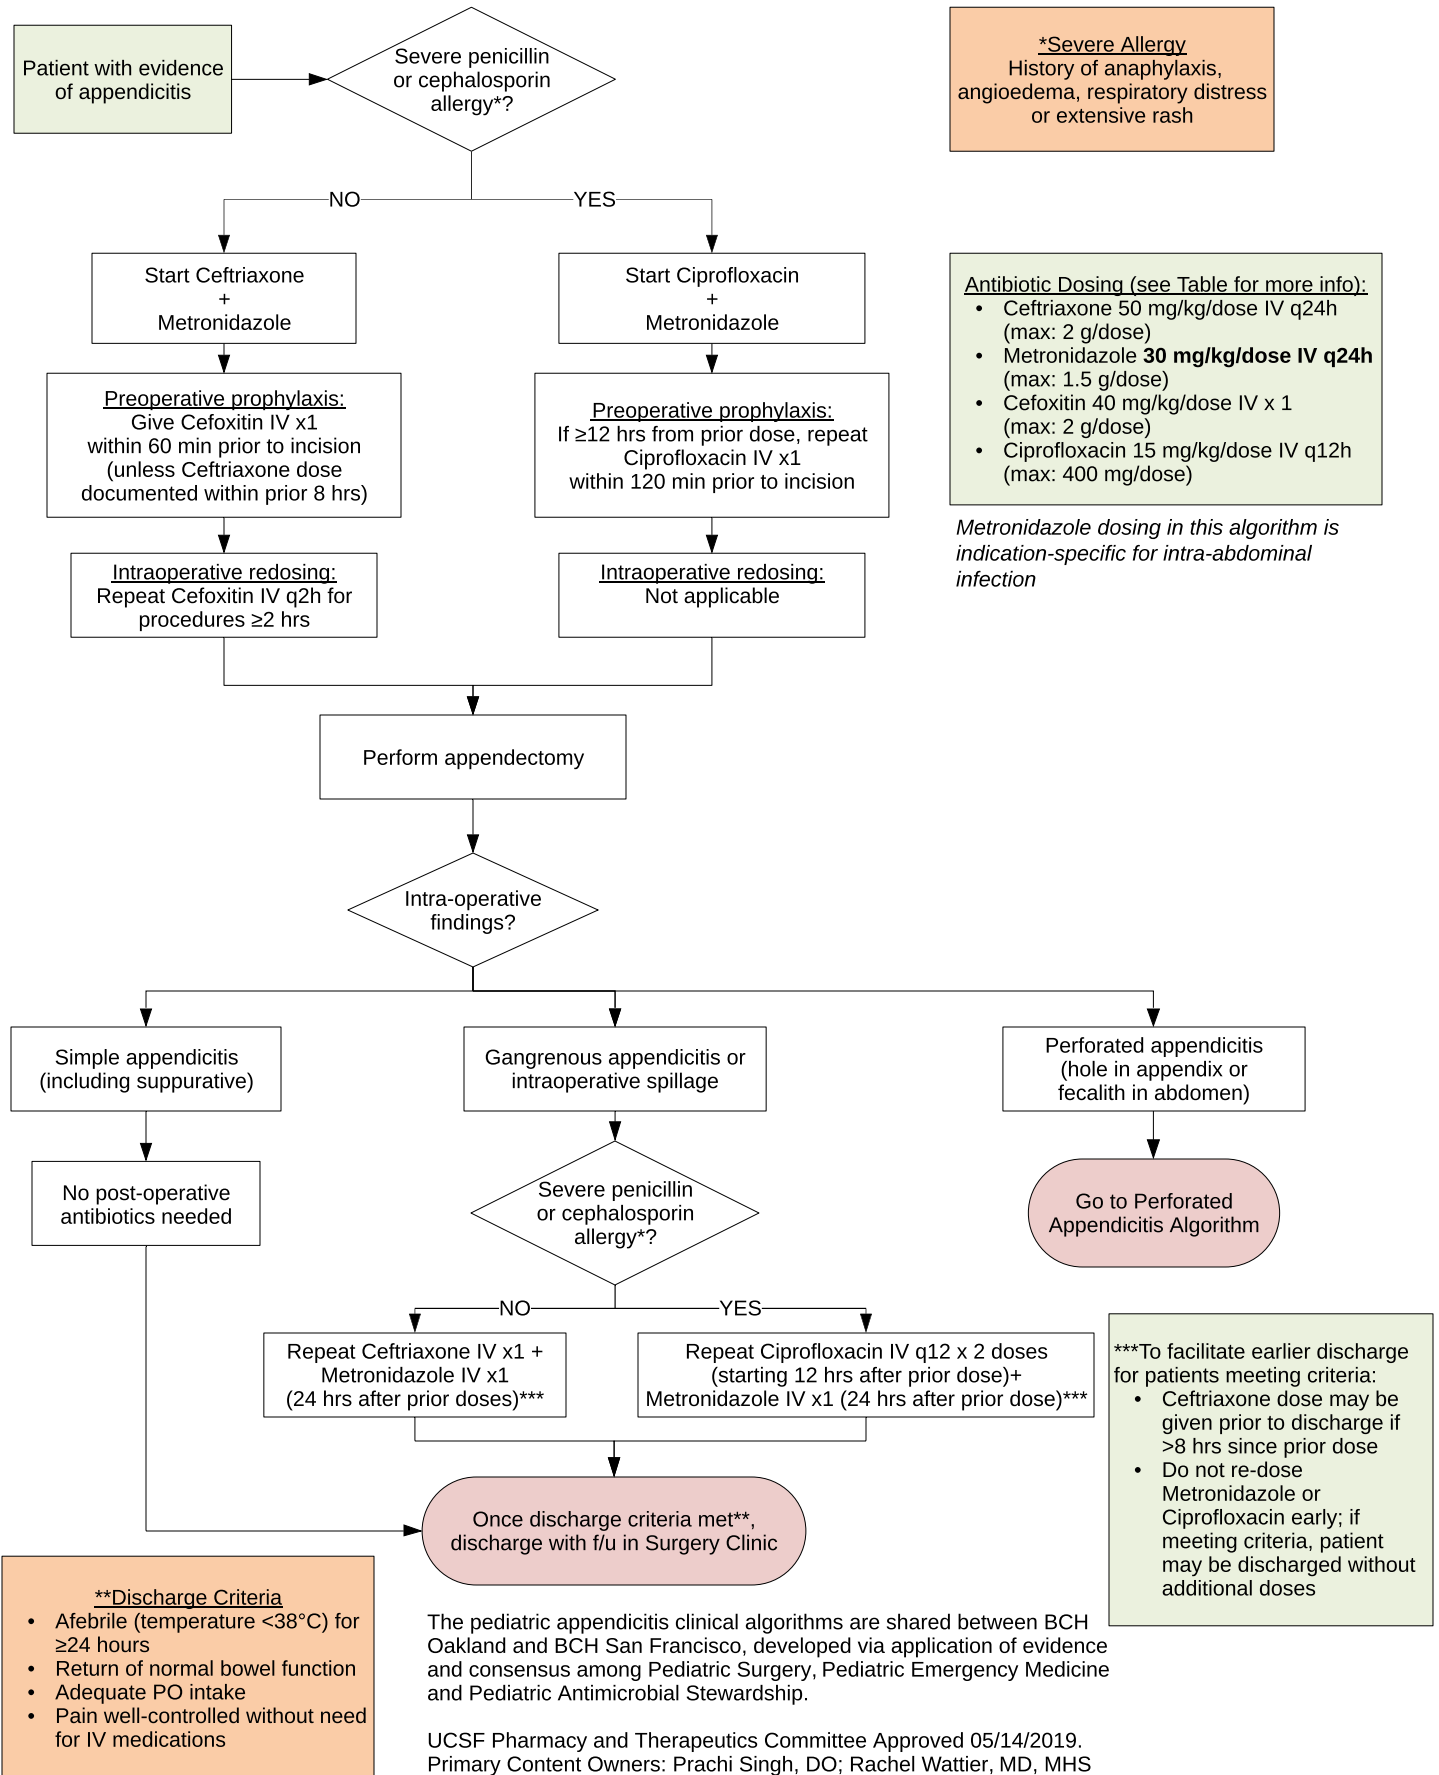 Patient with evidence
of appendicitis
Severe penicillin
or cephalosporin
allergy*?
*Severe Allergy
History of anaphylaxis,
angioedema, respiratory distress
or extensive rash
NO
YES
Start Ceftriaxone
+
Metronidazole
Start Ciprofloxacin
+
Metronidazole
Antibiotic Dosing (see Table for more info):
• Ceftriaxone 50 mg/kg/dose IV q24h
(max: 2 g/dose)
• Metronidazole 30 mg/kg/dose IV q24h
(max: 1.5 g/dose)
• Cefoxitin 40 mg/kg/dose IV x 1
(max: 2 g/dose)
• Ciprofloxacin 15 mg/kg/dose IV q12h
(max: 400 mg/dose)
Metronidazole dosing in this algorithm is
indication-specific for intra-abdominal
infection
Preoperative prophylaxis:
Give Cefoxitin IV x1
within 60 min prior to incision
(unless Ceftriaxone dose
documented within prior 8 hrs)
Preoperative prophylaxis:
If ≥12 hrs from prior dose, repeat
Ciprofloxacin IV x1
within 120 min prior to incision
Intraoperative redosing:
Repeat Cefoxitin IV q2h for
procedures ≥2 hrs
Intraoperative redosing:
Not applicable
Perform appendectomy
Intra-operative
findings?
Simple appendicitis
(including suppurative)
Gangrenous appendicitis or
intraoperative spillage
Perforated appendicitis
(hole in appendix or
fecalith in abdomen)
No post-operative
antibiotics needed
Severe penicillin
or cephalosporin
allergy*?
Go to Perforated
Appendicitis Algorithm
NO
YES
Repeat Ceftriaxone IV x1 +
Metronidazole IV x1
(24 hrs after prior doses)***
Repeat Ciprofloxacin IV q12 x 2 doses
(starting 12 hrs after prior dose)+
Metronidazole IV x1 (24 hrs after prior dose)***
***To facilitate earlier discharge
for patients meeting criteria:
• Ceftriaxone dose may be
given prior to discharge if
>8 hrs since prior dose
• Do not re-dose
Metronidazole or
Ciprofloxacin early; if
meeting criteria, patient
may be discharged without
additional doses
Once discharge criteria met**,
discharge with f/u in Surgery Clinic
**Discharge Criteria
• Afebrile (temperature <38°C) for
≥24 hours
• Return of normal bowel function
• Adequate PO intake
• Pain well-controlled without need
for IV medications
The pediatric appendicitis clinical algorithms are shared between BCH
Oakland and BCH San Francisco, developed via application of evidence
and consensus among Pediatric Surgery, Pediatric Emergency Medicine
and Pediatric Antimicrobial Stewardship.
UCSF Pharmacy and Therapeutics Committee Approved 05/14/2019.
Primary Content Owners: Prachi Singh, DO; Rachel Wattier, MD, MHS